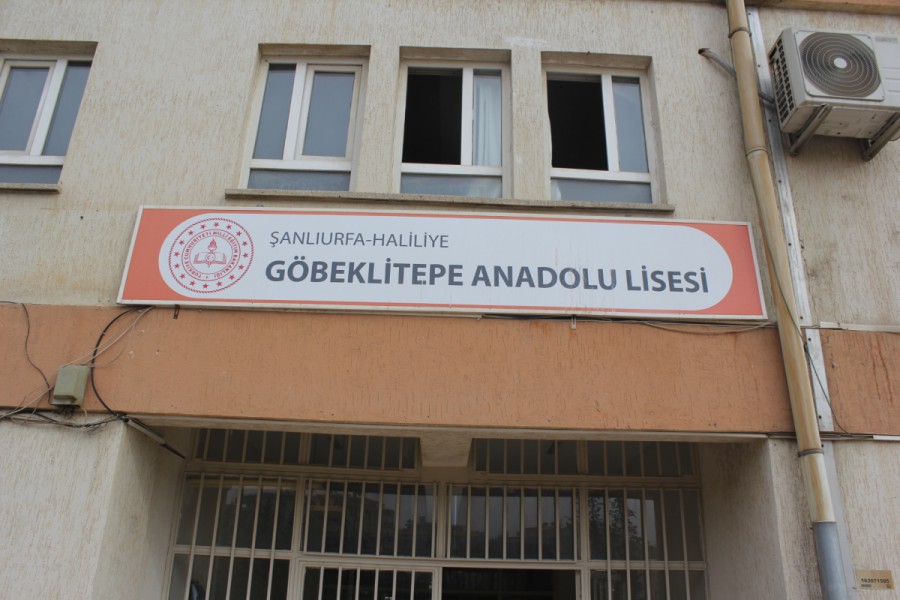 ŞANLIURFA-HALİLİYE
GÖBEKLİTEPE ANADOLU LİSESİ